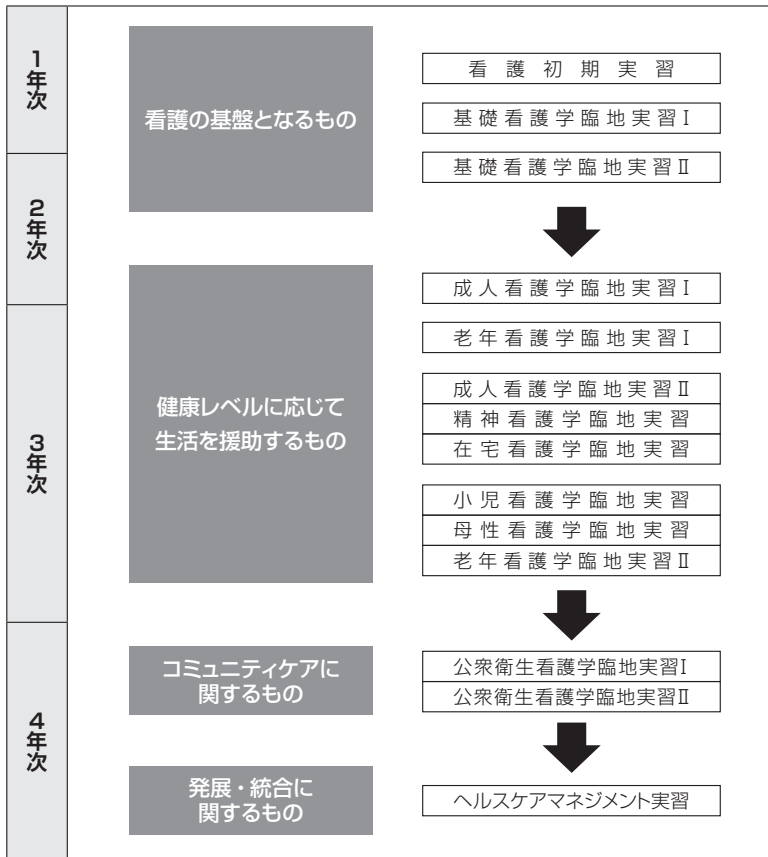 1年次
看護の基盤となるもの
看護初期実習
基礎看護学臨地実習Ⅰ
基礎看護学臨地実習Ⅱ
2年次
成人看護学臨地実習Ⅰ
老年看護学臨地実習Ⅰ
3年次
健康レベルに応じて
生活を援助するもの
成人看護学臨地実習Ⅱ
精神看護学臨地実習
在宅看護学臨地実習
小児看護学臨地実習
母性看護学臨地実習
老年看護学臨地実習Ⅱ
4年次
コミュニティケアに
関するもの
公衆衛生看護学臨地実習Ⅰ
公衆衛生看護学臨地実習Ⅱ
発展・統合に
関するもの
ヘルスケアマネジメント実習